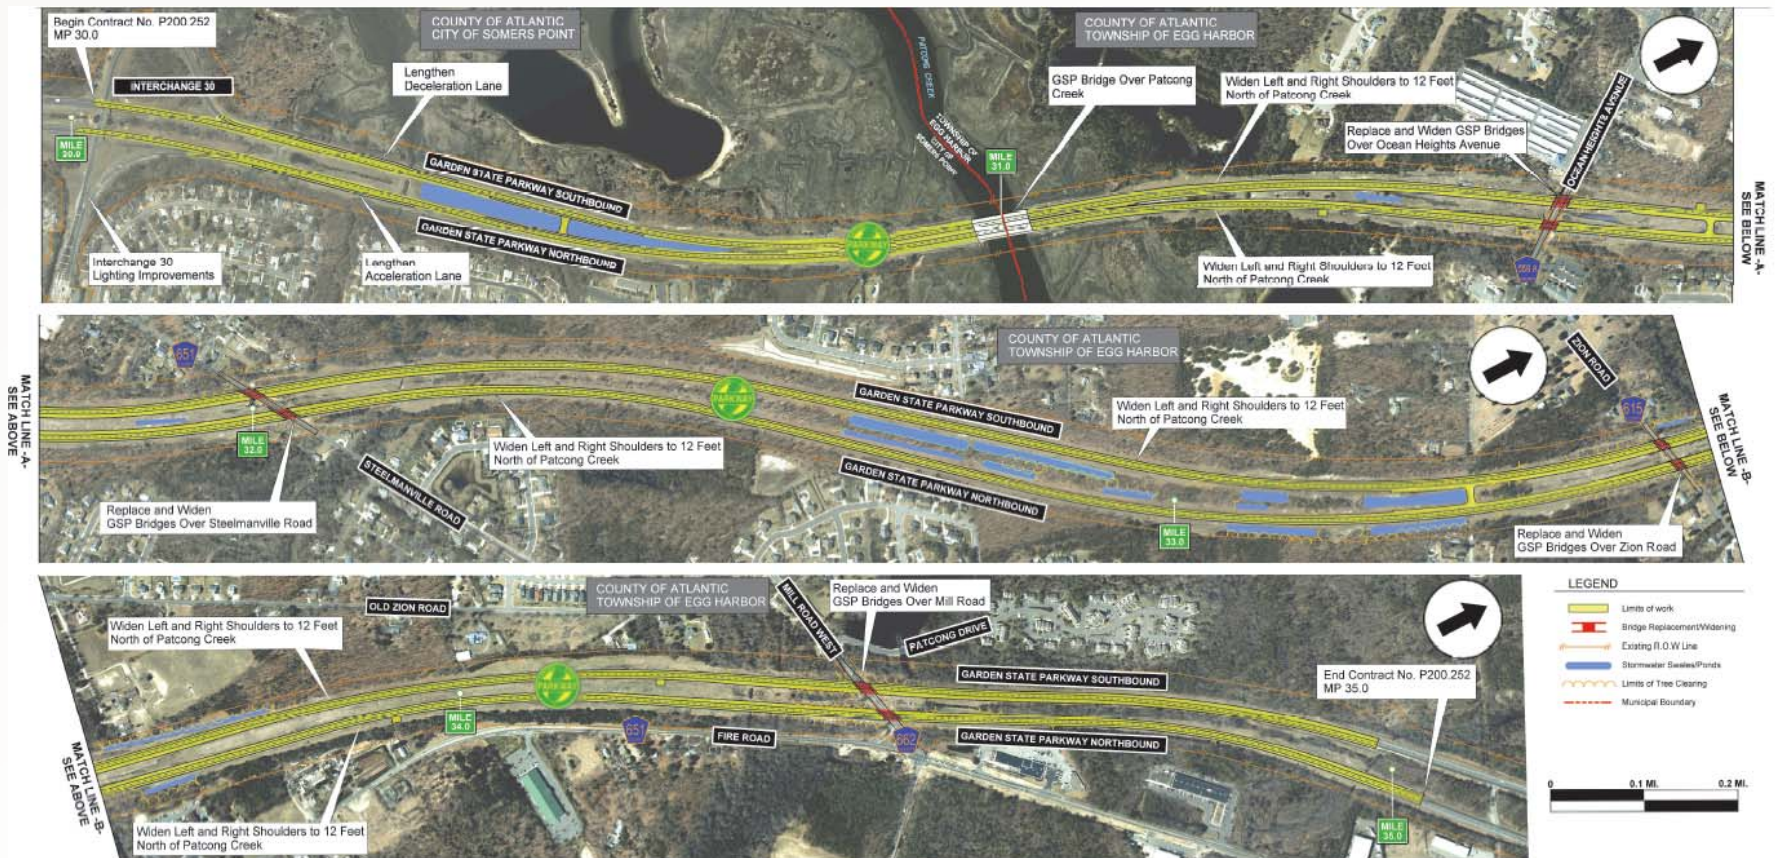 Begin Contract No. P200.252
MP 30.0
COUNTY OF ATLANTIC
CITY OF SOMERS POINT
COUNTY OF ATLANTIC
TOWNSHIP OF EGG HARBOR
INTERCHANGE 30
Lengthen
Deceleration Lane
PATCONG CREEK
GSP Bridge Over Patcong
Creek
Widen Left and Right Shoulders to 12 Feet
North of Patcong Creek
Replace and Widen GSP Bridges
Over Ocean Heights Avenue
OCEAN HEIGHTS AVENUE
MILE
30.0
TOWNSHIP OF
EGG HARBOR
CITY OF
SOMERS POINT
MILE
31.0
GARDEN STATE PARKWAY SOUTHBOUND
GARDEN STATE PARKWAY NORTHBOUND
PARKWAY
Interchange 30
Lighting Improvements
Lengthen
Acceleration Lane
Widen Left and Right Shoulders to 12 Feet
North of Patcong Creek
MATCH LINE -A-
SEE BELOW
MATCH LINE -A-
SEE ABOVE
651
COUNTY OF ATLANTIC
TOWNSHIP OF EGG HARBOR
ZION ROAD
615
MILE
32.0
PARKWAY
GARDEN STATE PARKWAY SOUTHBOUND
Widen Left and Right Shoulders to 12 Feet
North of Patcong Creek
Widen Left and Right Shoulders to 12 Feet
North of Patcong Creek
STEELMANVILLE ROAD
GARDEN STATE PARKWAY NORTHBOUND
Replace and Widen
GSP Bridges Over Steelmanville Road
MILE
33.0
Replace and Widen
GSP Bridges Over Zion Road
MATCH LINE -B-
SEE BELOW
MATCH LINE -B-
SEE ABOVE
OLD ZION ROAD
COUNTY OF ATLANTIC
TOWNSHIP OF EGG HARBOR
MILL ROAD WEST
Replace and Widen
GSP Bridges Over Mill Road
PATCONG DRIVE
Widen Left and Right Shoulders to 12 Feet
North of Patcong Creek
PARKWAY
GARDEN STATE PARKWAY SOUTHBOUND
End Contract No. P200.252
MP 35.0
MILE
34.0
651
FIRE ROAD
662
GARDEN STATE PARKWAY NORTHBOUND
Widen Left and Right Shoulders to 12 Feet
North of Patcong Creek
MILE
35.0
LEGEND
Limits of work
Bridge Replacement/Widening
Existing R.O.W Line
Stormwater Swales/Ponds
Limits of Tree Clearing
Municipal Boundary
0
0.1 Mi.
0.2 Mi.